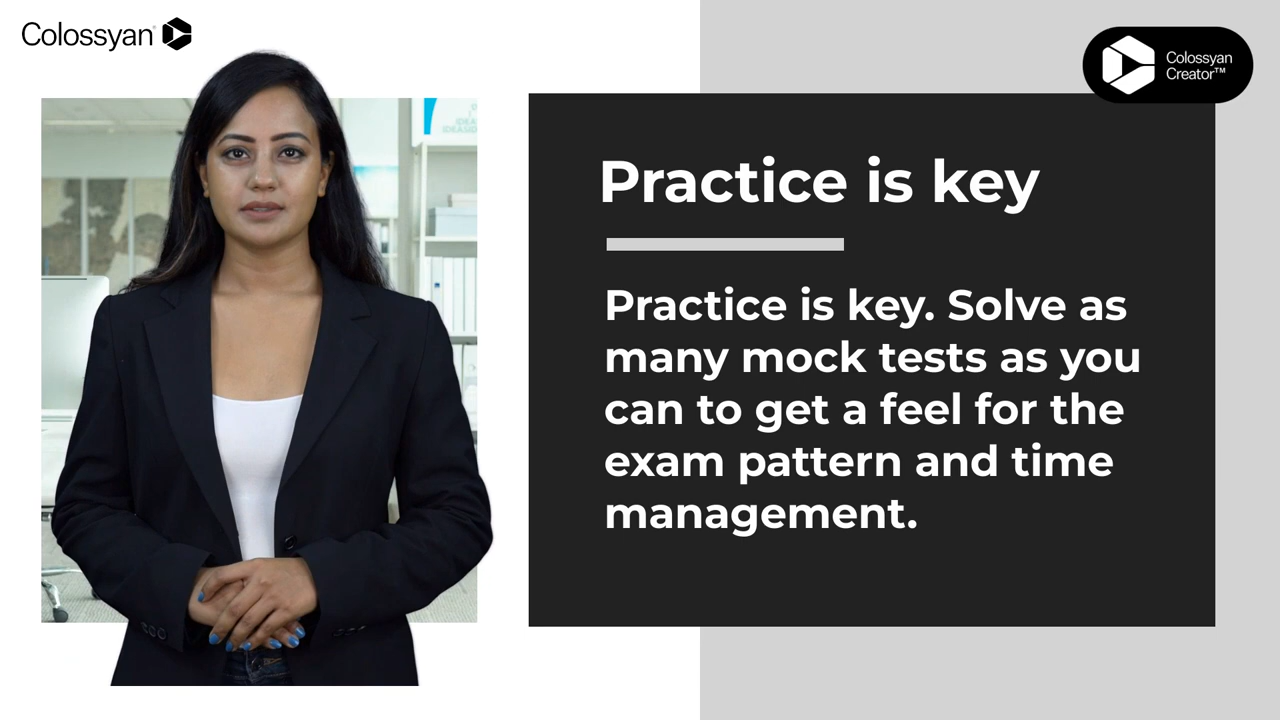 Colossyan
Colossyan
Creator™
Practice is key
Practice is key. Solve as
many mock tests as you
can to get a feel for the
exam pattern and time
management.